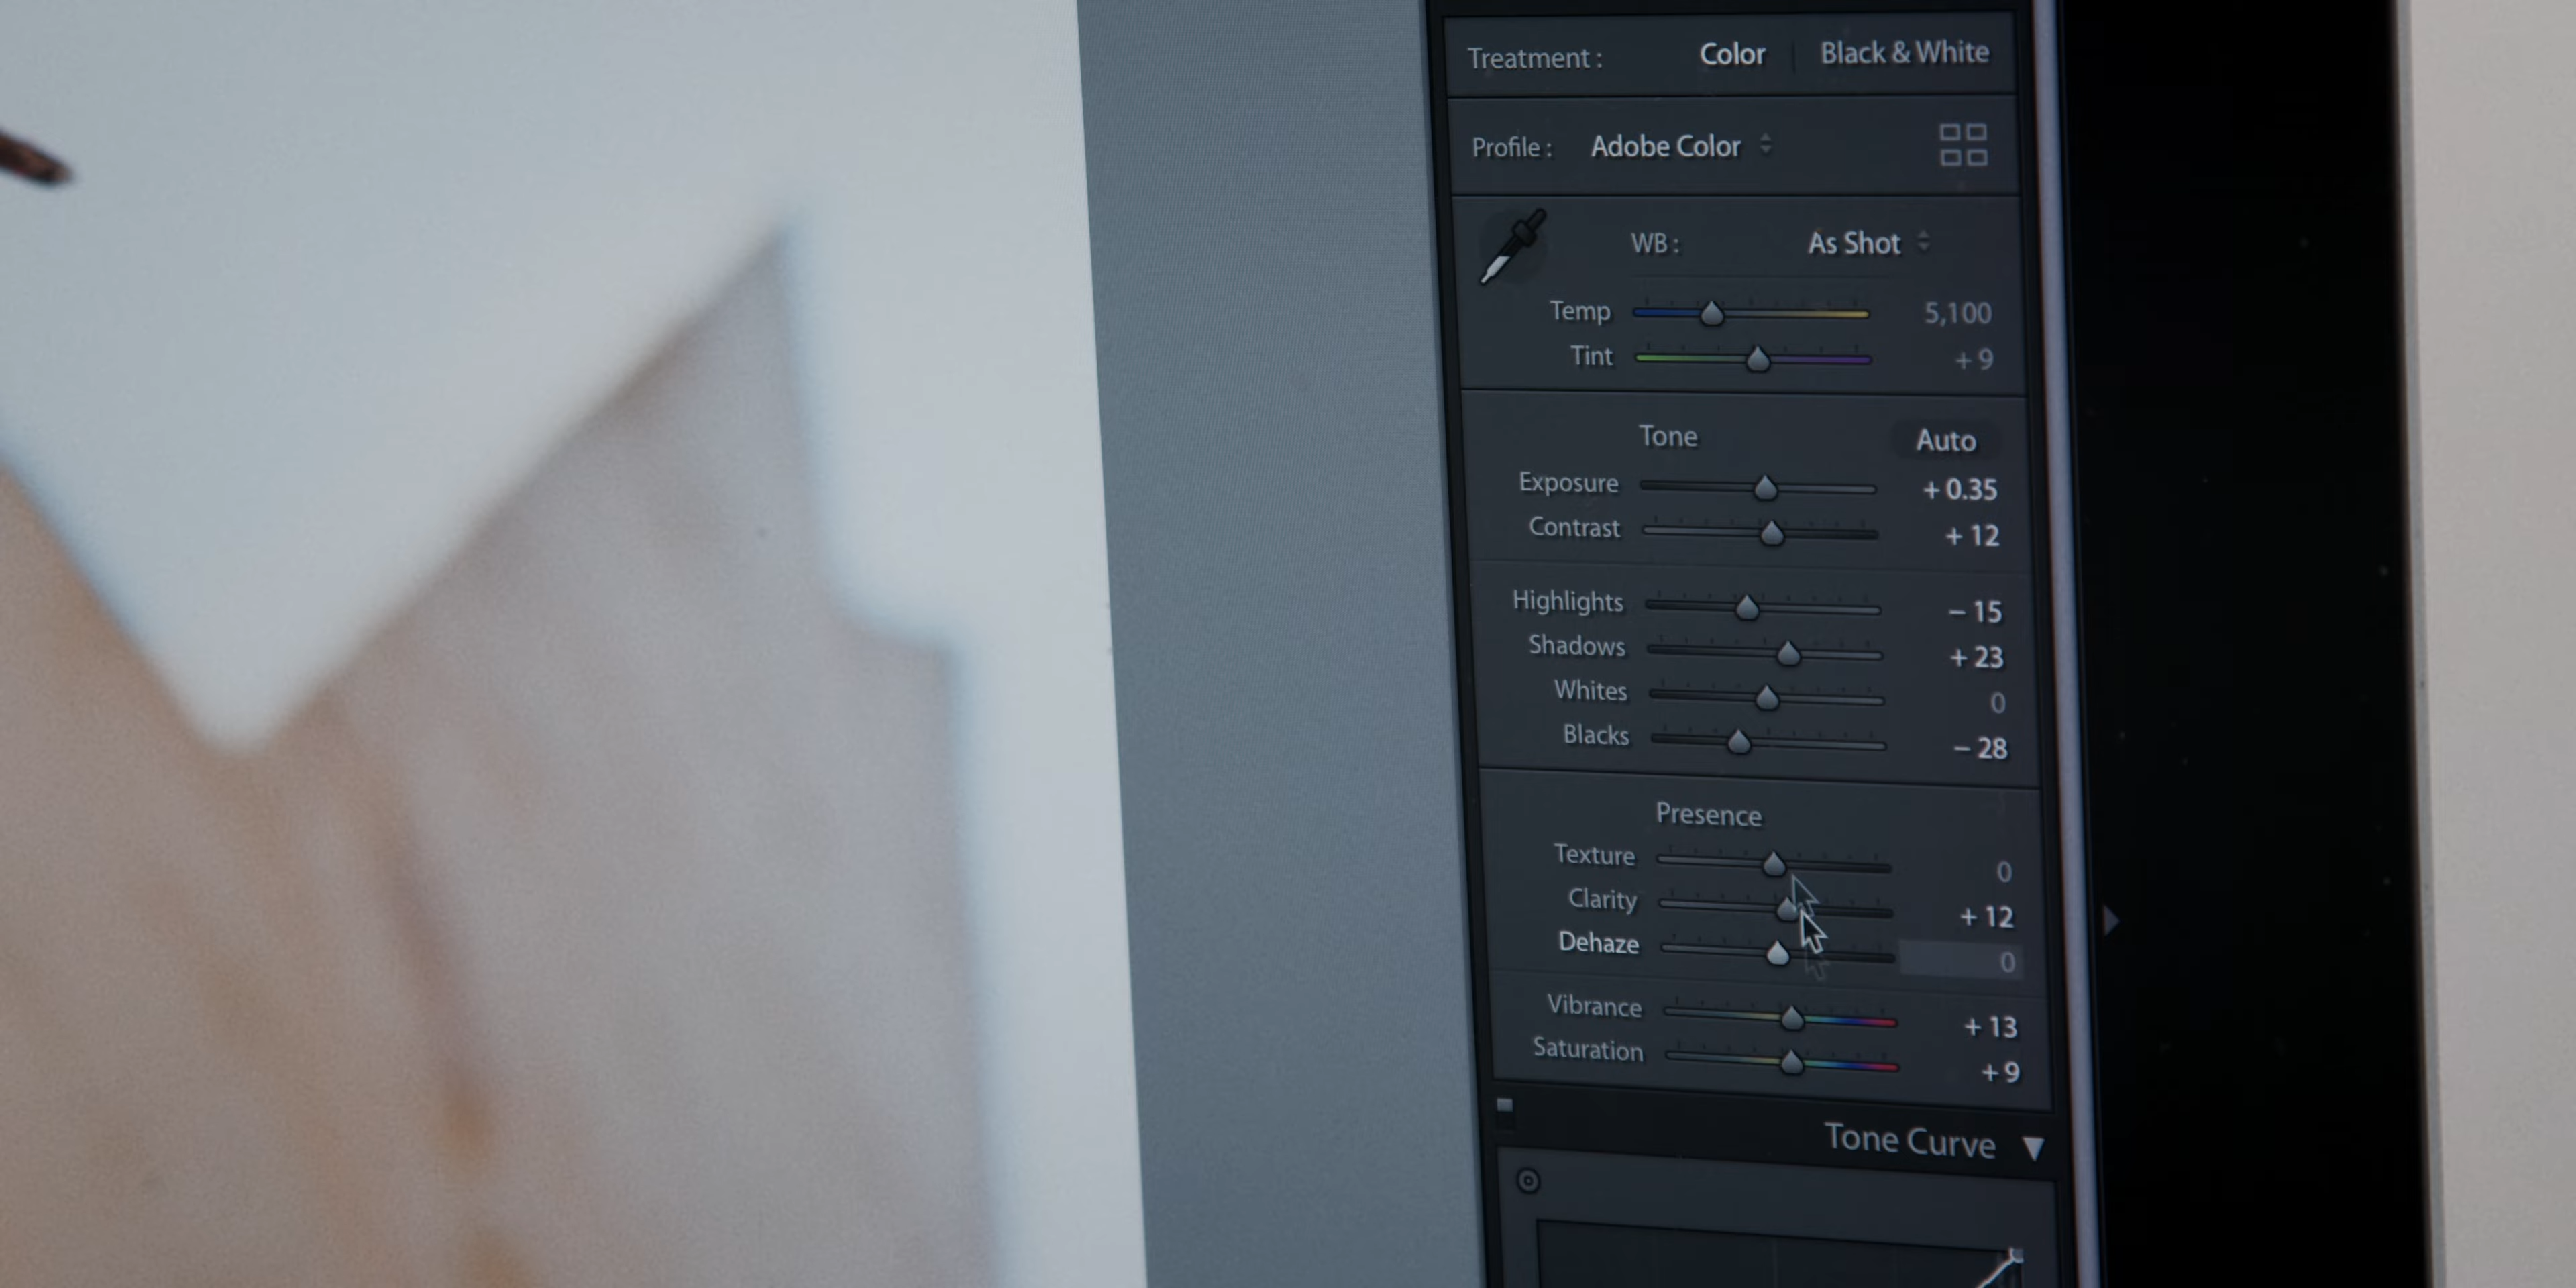 Treatment : Color Black & White
Profile : Adobe Color
WB : As Shot
Temp 5,100
Tint + 9
Tone Auto
Exposure + 0.35
Contrast + 12
Highlights – 15
Shadows + 23
Whites 0
Blacks – 28
Presence
Texture 0
Clarity + 12
Dehaze 0
Vibrance + 13
Saturation + 9
Tone Curve